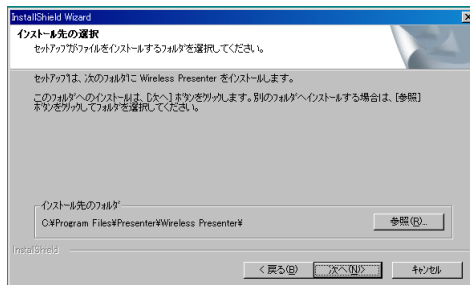 InstallShield Wizard
インストール先の選択
セットアップがファイルをインストールするフォルダを選択してください。
セットアップは、次のフォルダに Wireless Presenter をインストールします。
このフォルダへのインストールは、[次へ] ボタンをクリックします。別のフォルダへインストールする場合は、[参照]
ボタンをクリックしてフォルダを選択してください。
インストール先のフォルダ
C:¥Program Files¥Presenter¥Wireless Presenter¥
参照(R)...
InstallShield
< 戻る(B)
次へ(N)>
キャンセル